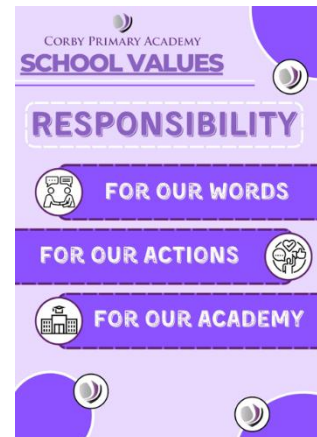 CORBY PRIMARY ACADEMY
SCHOOL VALUES
RESPONSIBILITY
FOR OUR WORDS
FOR OUR ACTIONS
FOR OUR ACADEMY